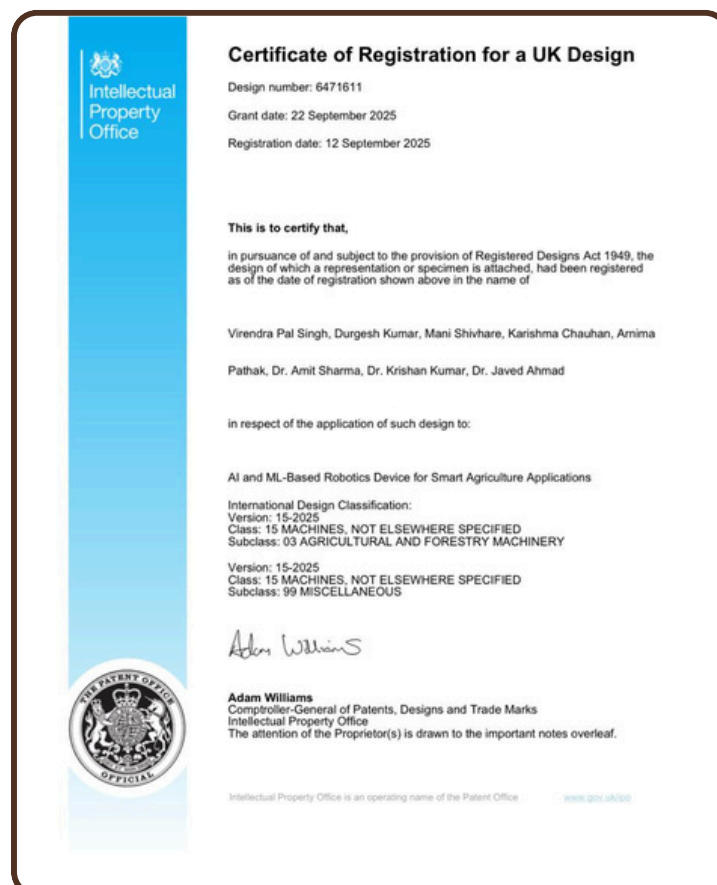 Intellectual
Property
Office
Certificate of Registration for a UK Design
Design number: 6471611
Grant date: 22 September 2025
Registration date: 12 September 2025
This is to certify that,
in pursuance of and subject to the provision of Registered Designs Act 1949, the
design of which a representation or specimen is attached, had been registered
as of the date of registration shown above in the name of
Virendra Pal Singh, Durgesh Kumar, Mani Shivhare, Karishma Chauhan, Arnima
Pathak, Dr. Amit Sharma, Dr. Krishan Kumar, Dr. Javed Ahmad
in respect of the application of such design to:
AI and ML-Based Robotics Device for Smart Agriculture Applications
International Design Classification:
Version: 15-2025
Class: 15 MACHINES, NOT ELSEWHERE SPECIFIED
Subclass: 03 AGRICULTURAL AND FORESTRY MACHINERY
Version: 15-2025
Class: 15 MACHINES, NOT ELSEWHERE SPECIFIED
Subclass: 99 MISCELLANEOUS
Adam Williams
Adam Williams
Comptroller-General of Patents, Designs and Trade Marks
Intellectual Property Office
The attention of the Proprietor(s) is drawn to the important notes overleaf.
THE PATENT OFFICE
OFFICIAL
Intellectual Property Office is an operating name of the Patent Office www.gov.uk/ipo